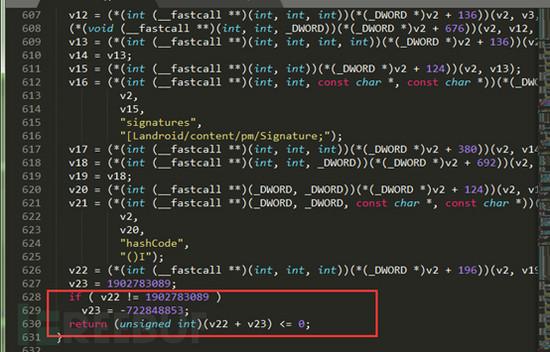 607 v12 = (*(int (__fastcall **)(int, int, int))(*(_DWORD *)v2 + 136))(v2, v3,
608 (*(void (__fastcall **)(int, int, _DWORD))(*(_DWORD *)v2 + 676))(v2, v12,
609 v13 = (*(int (__fastcall **)(int, int, int, int))(*(_DWORD *)v2 + 136))(v
610 v14 = v13;
611 v15 = (*(int (__fastcall **)(int, int))(*(_DWORD *)v2 + 124))(v2, v13);
612 v16 = (*(int (__fastcall **)(int, int, const char *, const char *))(*(_DW
613 v2,
614 v15,
615 "signatures",
616 "[Landroid/content/pm/Signature;");
617 v17 = (*(int (__fastcall **)(int, int, int))(*(_DWORD *)v2 + 380))(v2, v14
618 v18 = (*(int (__fastcall **)(int, int, _DWORD))(*(_DWORD *)v2 + 692))(v2,
619 v19 = v18;
620 v20 = (*(int (__fastcall **)(_DWORD, _DWORD))(*(_DWORD *)v2 + 124))(v2, v1
621 v21 = (*(int (__fastcall **)(_DWORD, _DWORD, const char *, const char *))(
622 v2,
623 v20,
624 "hashCode",
625 "()I");
626 v22 = (*(int (__fastcall **)(int, int, int))(*(_DWORD *)v2 + 196))(v2, v19
627 v23 = 1902783089;
628 if ( v22 != 1902783089 )
629 v23 = -722848853;
630 return (unsigned int)(v22 + v23) <= 0;
631 }
FREEBUF